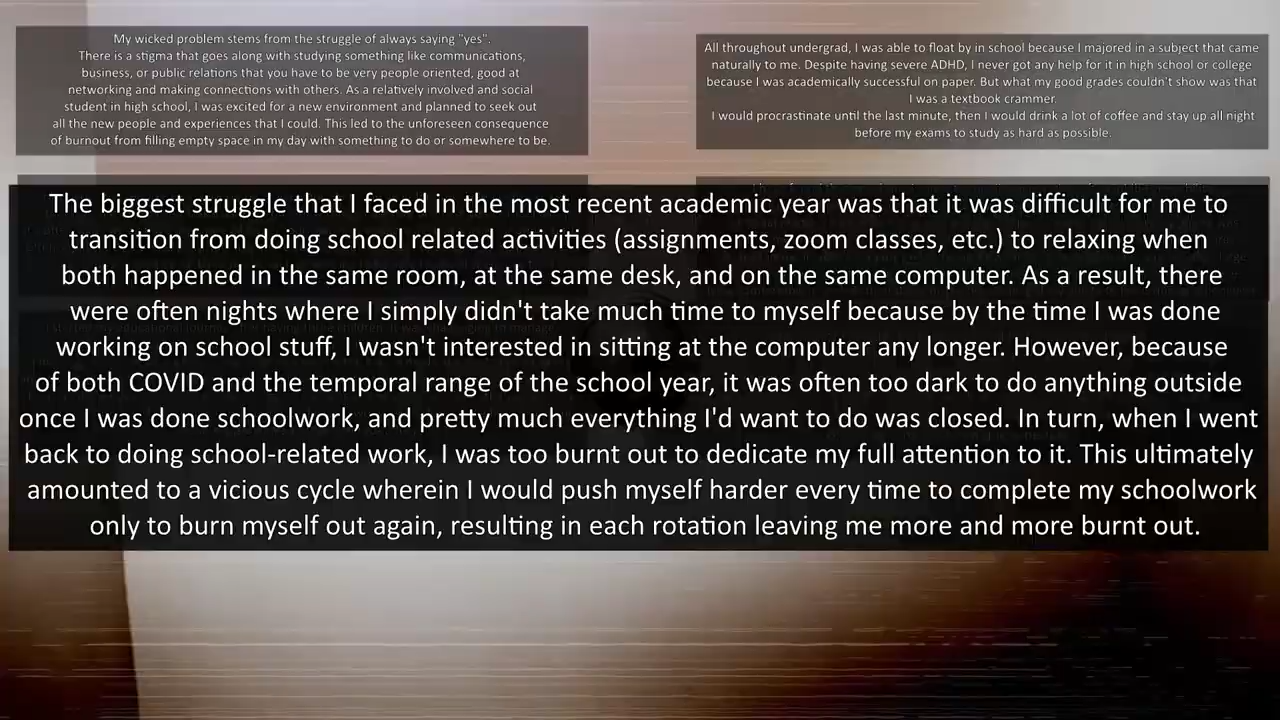 My wicked problem stems from the struggle of always saying "yes".
There is a stigma that goes along with studying something like communications,
business, or public relations that you have to be very people oriented, good at
networking and making connections with others. As a relatively involved and social
student in high school, I was excited for a new environment and planned to seek out
all the new people and experiences that I could. This led to the unforeseen consequence
of burnout from filling empty space in my day with something to do or somewhere to be.
All throughout undergrad, I was able to float by in school because I majored in a subject that came
naturally to me. Despite having severe ADHD, I never got any help for it in high school or college
because I was academically successful on paper. But what my good grades couldn't show was that
I was a textbook crammer.
I would procrastinate until the last minute, then I would drink a lot of coffee and stay up all night
before my exams to study as hard as possible.
The biggest struggle that I faced in the most recent academic year was that it was difficult for me to
transition from doing school related activities (assignments, zoom classes, etc.) to relaxing when
both happened in the same room, at the same desk, and on the same computer. As a result, there
were often nights where I simply didn't take much time to myself because by the time I was done
working on school stuff, I wasn't interested in sitting at the computer any longer. However, because
of both COVID and the temporal range of the school year, it was often too dark to do anything outside
once I was done schoolwork, and pretty much everything I'd want to do was closed. In turn, when I went
back to doing school-related work, I was too burnt out to dedicate my full attention to it. This ultimately
amounted to a vicious cycle wherein I would push myself harder every time to complete my schoolwork
only to burn myself out again, resulting in each rotation leaving me more and more burnt out.